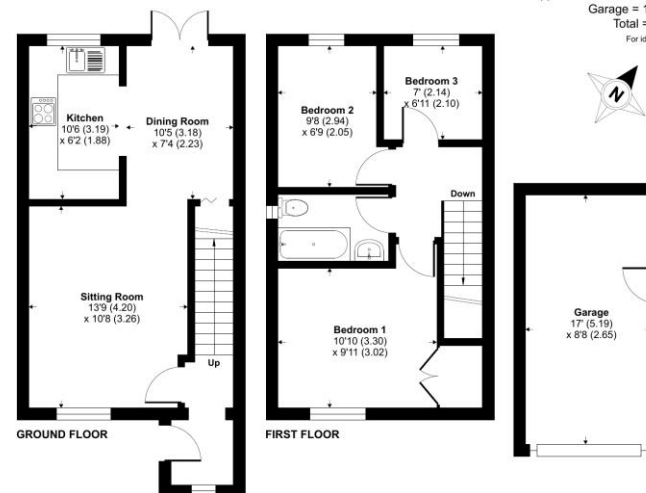 Garage = 1
Total =
For id
N
Kitchen
10'6 (3.19)
x 6'2 (1.88)
Dining Room
10'5 (3.18)
x 7'4 (2.23)
Sitting Room
13'9 (4.20)
x 10'8 (3.26)
Up
GROUND FLOOR
Bedroom 2
9'8 (2.94)
x 6'9 (2.05)
Bedroom 3
7' (2.14)
x 6'11 (2.10)
Down
Bedroom 1
10'10 (3.30)
x 9'11 (3.02)
FIRST FLOOR
Garage
17' (5.19)
x 8'8 (2.65)